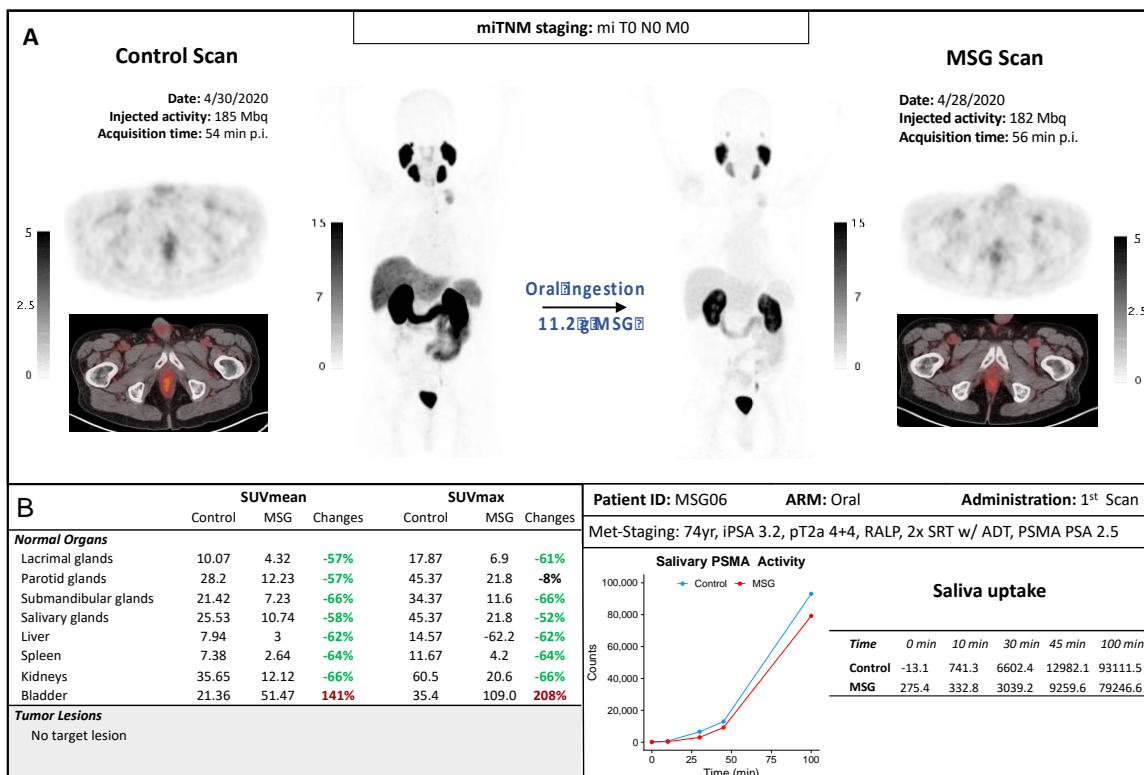 A
miTNM staging: mi T0 N0 M0
Control Scan
Date: 4/30/2020
Injected activity: 185 Mbq
Acquisition time: 54 min p.i.
MSG Scan
Date: 4/28/2020
Injected activity: 182 Mbq
Acquisition time: 56 min p.i.
5
2.5
0
15
7
0
Oral Ingestion
11.2 g MSG
15
7
0
5
2.5
0
B
SUVmean SUVmax
Control MSG Changes Control MSG Changes
Normal Organs
Lacrimal glands 10.07 4.32 -57% 17.87 6.9 -61%
Parotid glands 28.2 12.23 -57% 45.37 21.8 -8%
Submandibular glands 21.42 7.23 -66% 34.37 11.6 -66%
Salivary glands 25.53 10.74 -58% 45.37 21.8 -52%
Liver 7.94 3 -62% 14.57 -62.2 -62%
Spleen 7.38 2.64 -64% 11.67 4.2 -64%
Kidneys 35.65 12.12 -66% 60.5 20.6 -66%
Bladder 21.36 51.47 141% 35.4 109.0 208%
Tumor Lesions
No target lesion
Patient ID: MSG06 ARM: Oral Administration: 1st Scan
Met-Staging: 74yr, iPSA 3.2, pT2a 4+4, RALP, 2x SRT w/ ADT, PSMA PSA 2.5
Salivary PSMA Activity
Control MSG
100,000
80,000
60,000
40,000
20,000
0
Counts
0 25 50 75 100
Time (min)
Saliva uptake
Time 0 min 10 min 30 min 45 min 100 min
Control -13.1 741.3 6602.4 12982.1 93111.5
MSG 275.4 332.8 3039.2 9259.6 79246.6